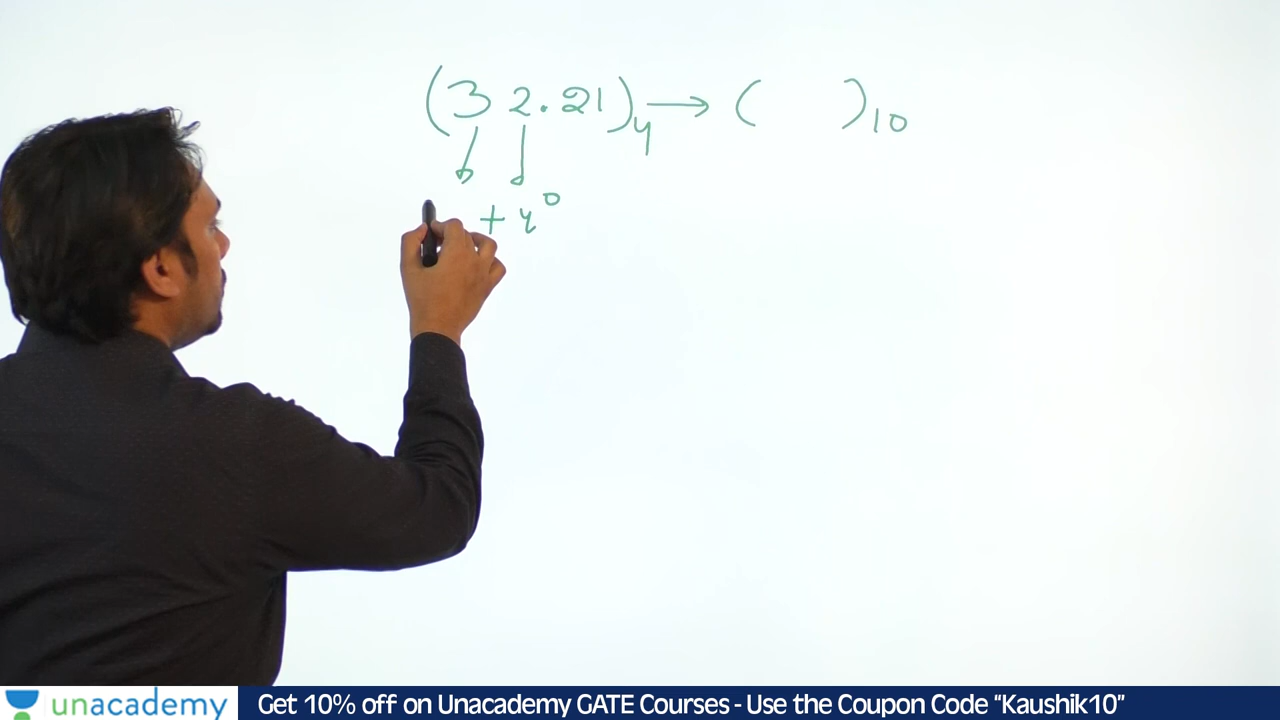 (32.21)₄ → (   )₁₀
+ 4⁰
unacademy
Get 10% off on Unacademy GATE Courses - Use the Coupon Code “Kaushik10”